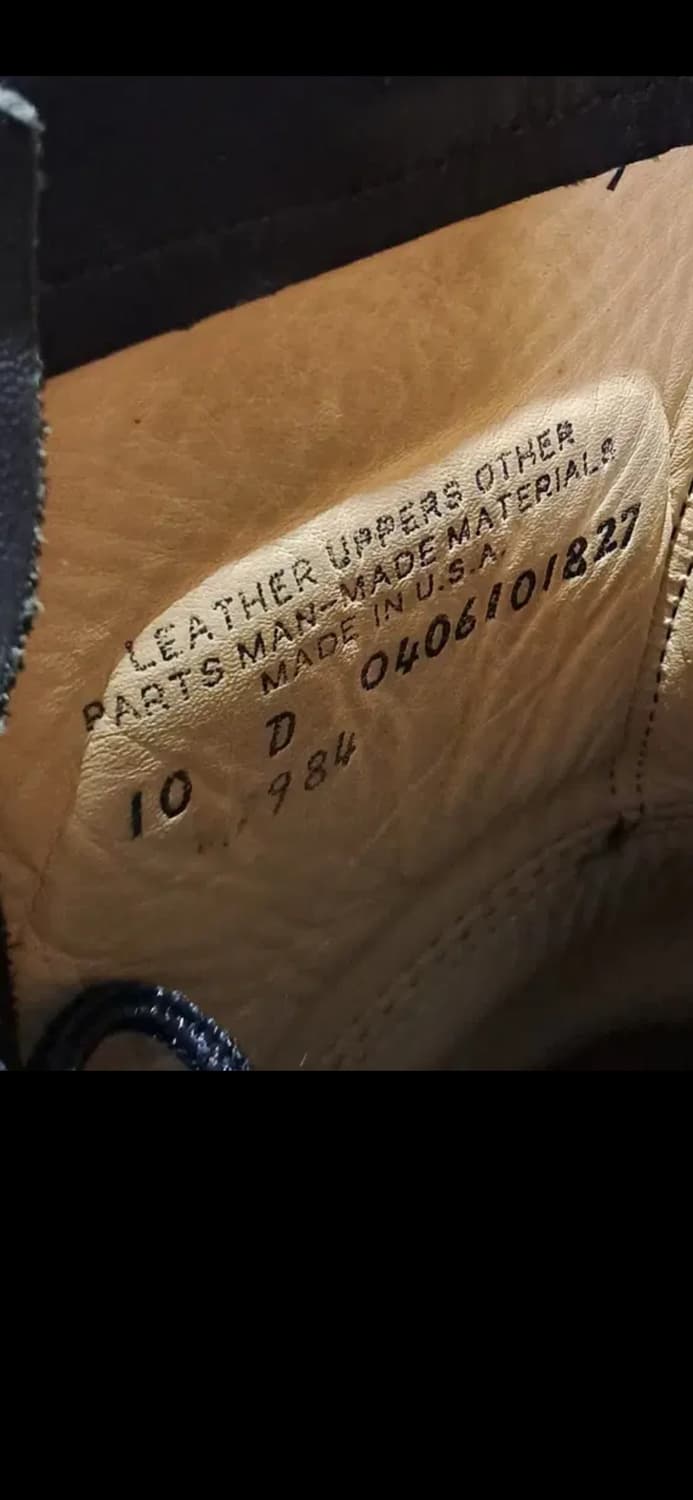 LEATHER UPPERS OTHER
PARTS MAN-MADE MATERIALS
MADE IN U.S.A.
10 D 0406101827
984